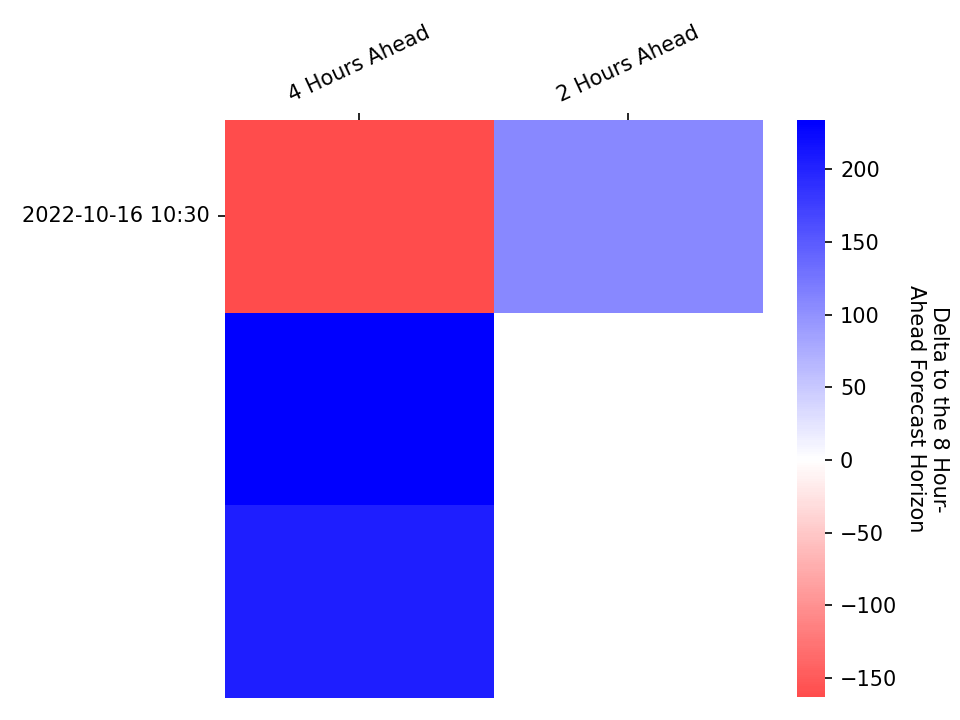 4 Hours Ahead
2 Hours Ahead
2022-10-16 10:30
200
150
100
50
0
−50
−100
−150
Delta to the 8 Hour-
Ahead Forecast Horizon